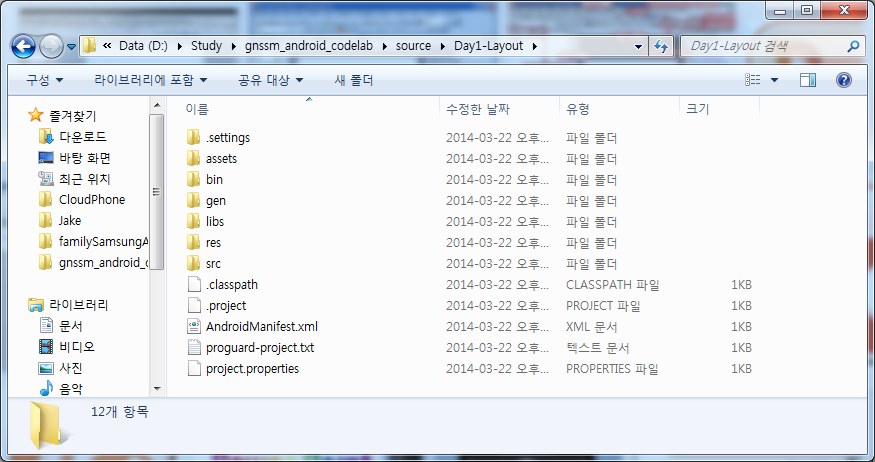 « Data (D:) ▸ Study ▸ gnssm_android_codelab ▸ source ▸ Day1-Layout ▸
Day1-Layout 검색
구성 라이브러리에 포함 공유 대상 새 폴더
즐겨찾기
다운로드
바탕 화면
최근 위치
CloudPhone
Jake
familySamsungA
gnssm_android_c
라이브러리
문서
비디오
사진
음악
이름 수정한 날짜 유형 크기
.settings 2014-03-22 오후... 파일 폴더
assets 2014-03-22 오후... 파일 폴더
bin 2014-03-22 오후... 파일 폴더
gen 2014-03-22 오후... 파일 폴더
libs 2014-03-22 오후... 파일 폴더
res 2014-03-22 오후... 파일 폴더
src 2014-03-22 오후... 파일 폴더
.classpath 2014-03-22 오후... CLASSPATH 파일 1KB
.project 2014-03-22 오후... PROJECT 파일 1KB
AndroidManifest.xml 2014-03-22 오후... XML 문서 1KB
proguard-project.txt 2014-03-22 오후... 텍스트 문서 1KB
project.properties 2014-03-22 오후... PROPERTIES 파일 1KB
12개 항목